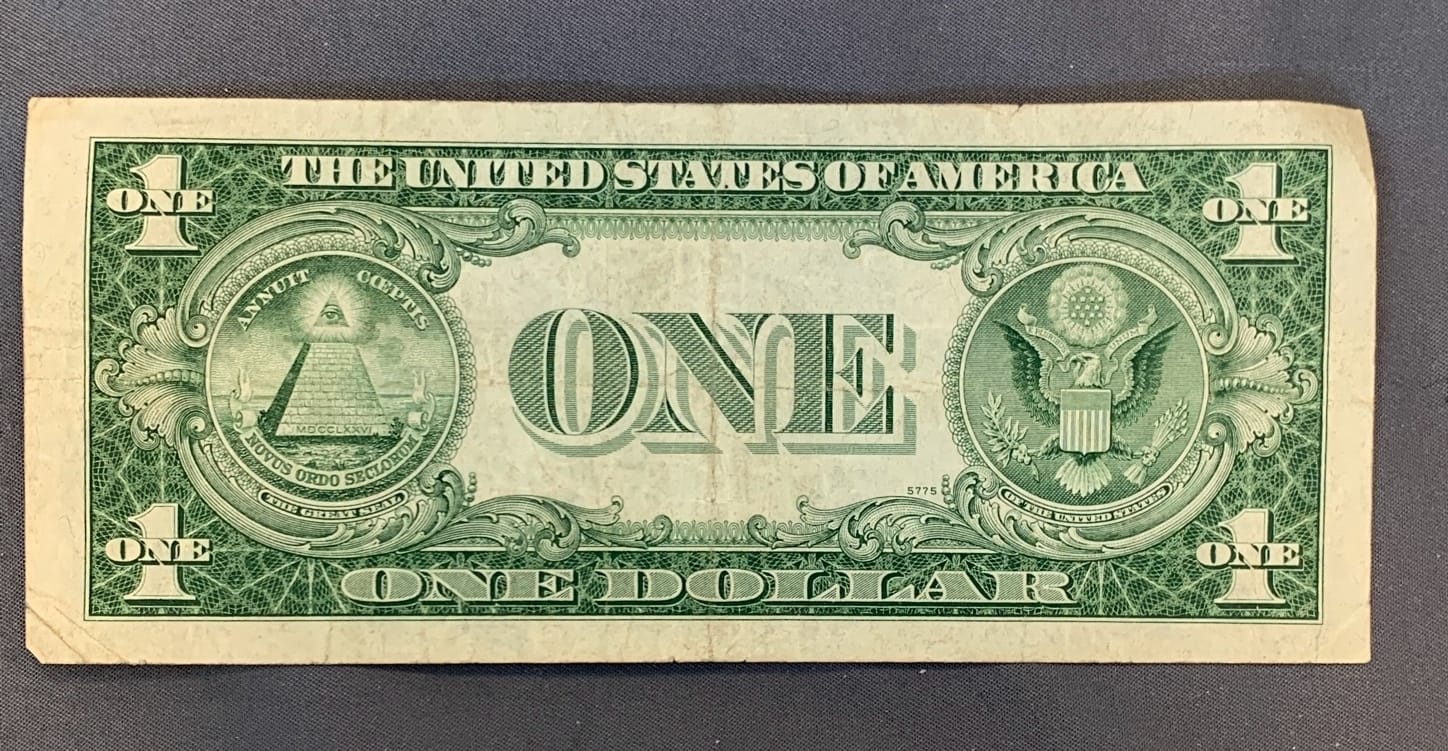 THE UNITED STATES OF AMERICA
1
ONE
1
ONE
ANNUIT CŒPTIS
MDCCLXXVI
NOVUS ORDO SECLORUM
THE GREAT SEAL
ONE
5775
OF THE UNITED STATES
1
ONE
1
ONE
ONE DOLLAR